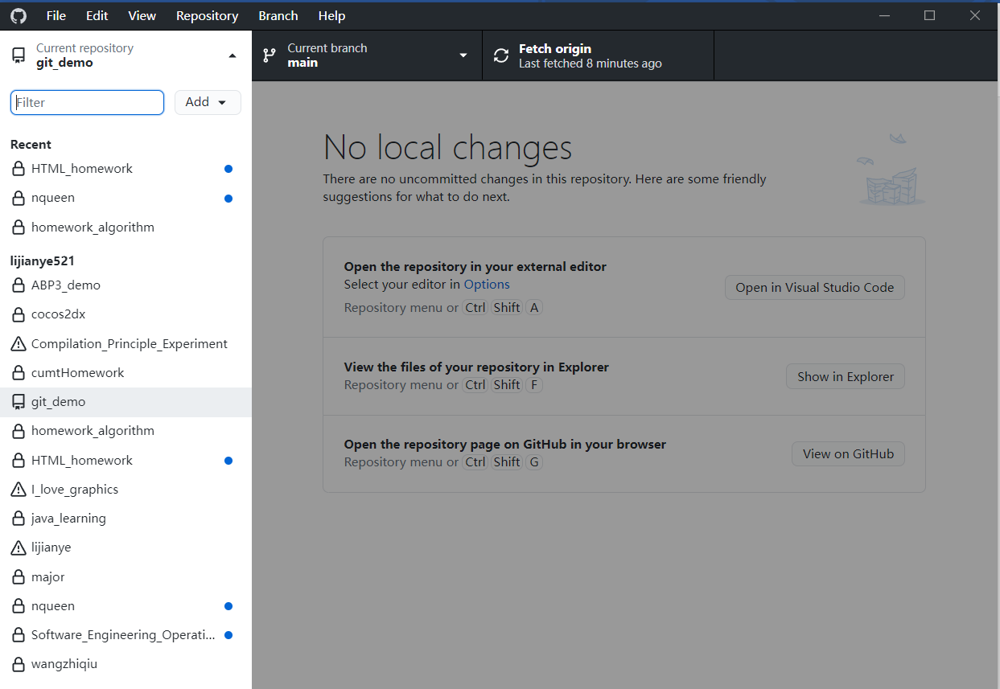 File Edit View Repository Branch Help
Current repository
git_demo
Current branch
main
Fetch origin
Last fetched 8 minutes ago
Filter
Add
Recent
HTML_homework
nqueen
homework_algorithm
lijianye521
ABP3_demo
cocos2dx
Compilation_Principle_Experiment
cumtHomework
git_demo
homework_algorithm
HTML_homework
I_love_graphics
java_learning
lijianye
major
nqueen
Software_Engineering_Operati...
wangzhiqiu
No local changes
There are no uncommitted changes in this repository. Here are some friendly
suggestions for what to do next.
Open the repository in your external editor
Select your editor in Options
Repository menu or Ctrl Shift A
Open in Visual Studio Code
View the files of your repository in Explorer
Repository menu or Ctrl Shift F
Show in Explorer
Open the repository page on GitHub in your browser
Repository menu or Ctrl Shift G
View on GitHub